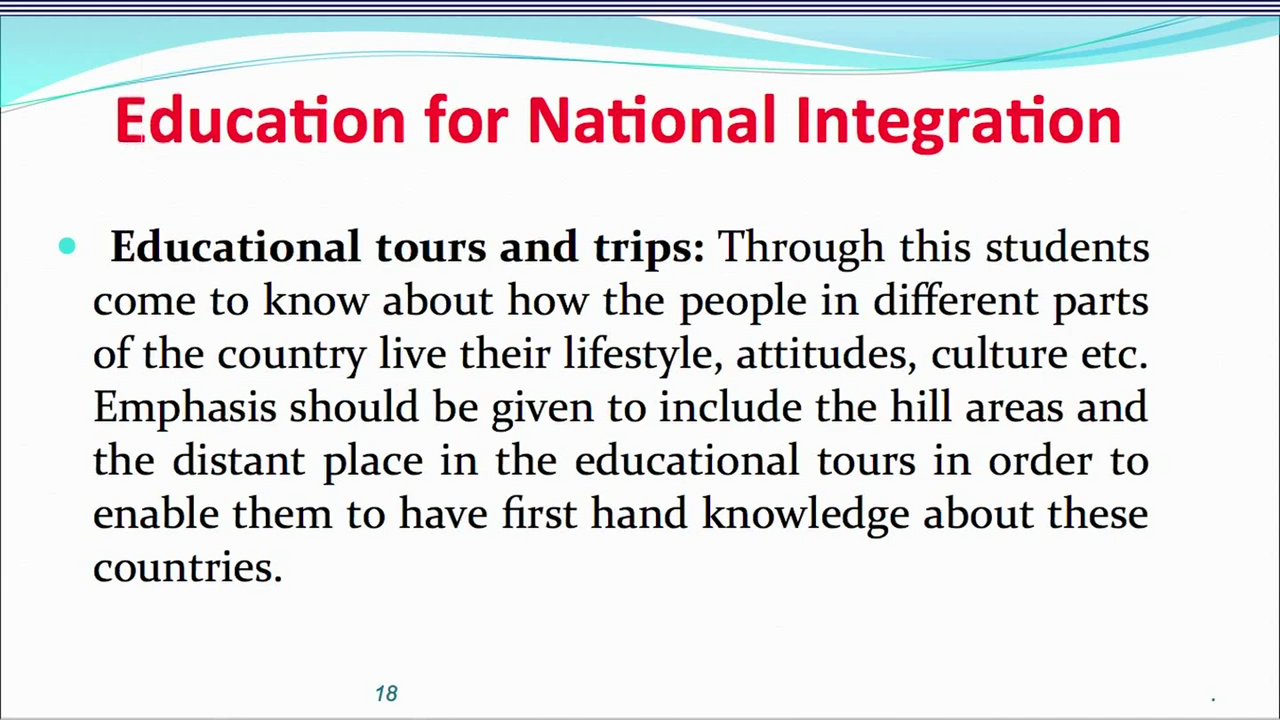 Education for National Integration
• Educational tours and trips: Through this students
come to know about how the people in different parts
of the country live their lifestyle, attitudes, culture etc.
Emphasis should be given to include the hill areas and
the distant place in the educational tours in order to
enable them to have first hand knowledge about these
countries.
18
.